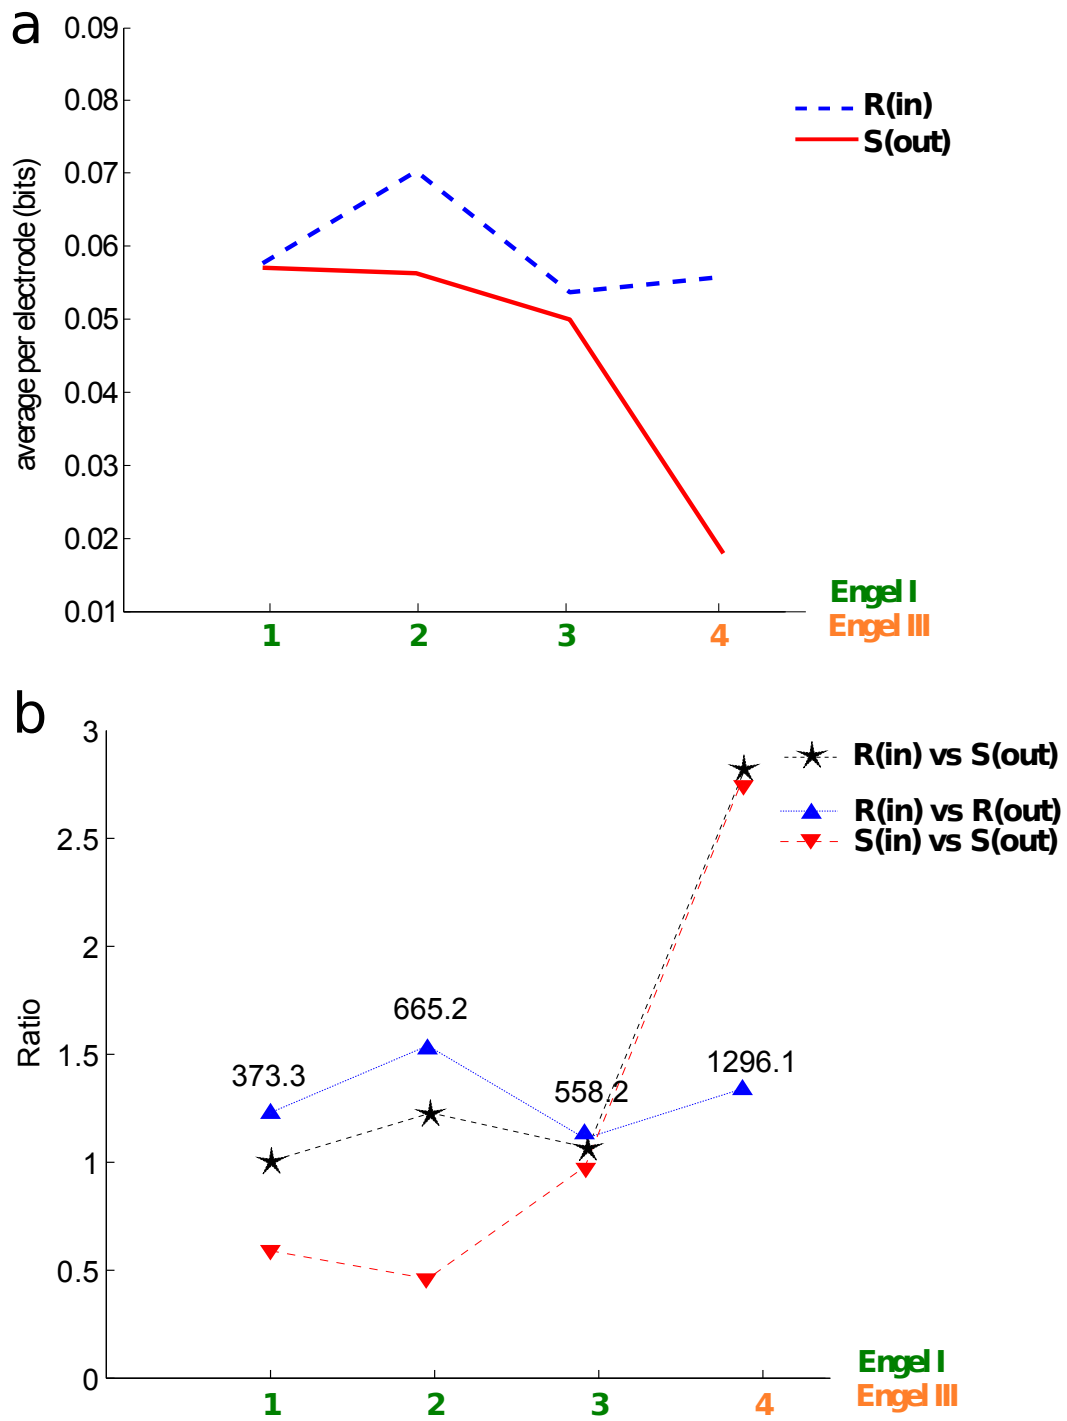 a
0.09
0.08
0.07
0.06
0.05
0.04
0.03
0.02
0.01
average per electrode (bits)
R(in)
S(out)
1 2 3 4
Engel I
Engel III
b
3
2.5
2
1.5
1
0.5
0
Ratio
R(in) vs S(out)
R(in) vs R(out)
S(in) vs S(out)
373.3
665.2
558.2
1296.1
1 2 3 4
Engel I
Engel III